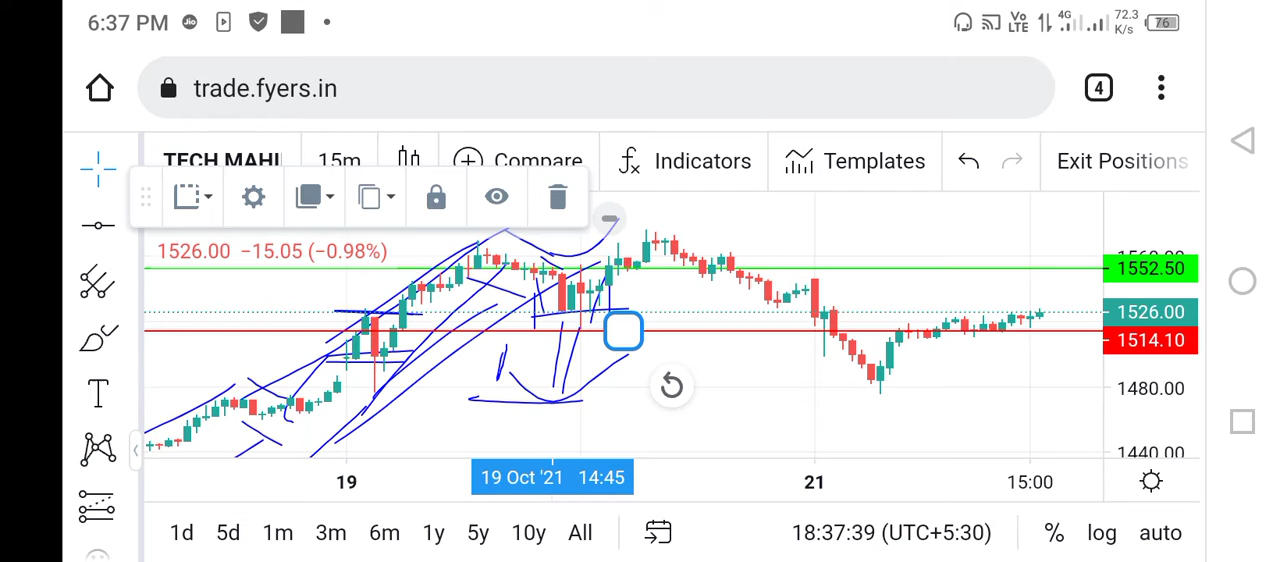 6:37 PM Vo LTE 4G 72.3 K/s 76
trade.fyers.in 4
TECH MAHI 15m Compare fx Indicators Templates Exit Positions
1526.00 −15.05 (−0.98%)
1560.00
1552.50
1526.00
1514.10
1480.00
1440.00
19 19 Oct '21 14:45 21 15:00
1d 5d 1m 3m 6m 1y 5y 10y All 18:37:39 (UTC+5:30) % log auto